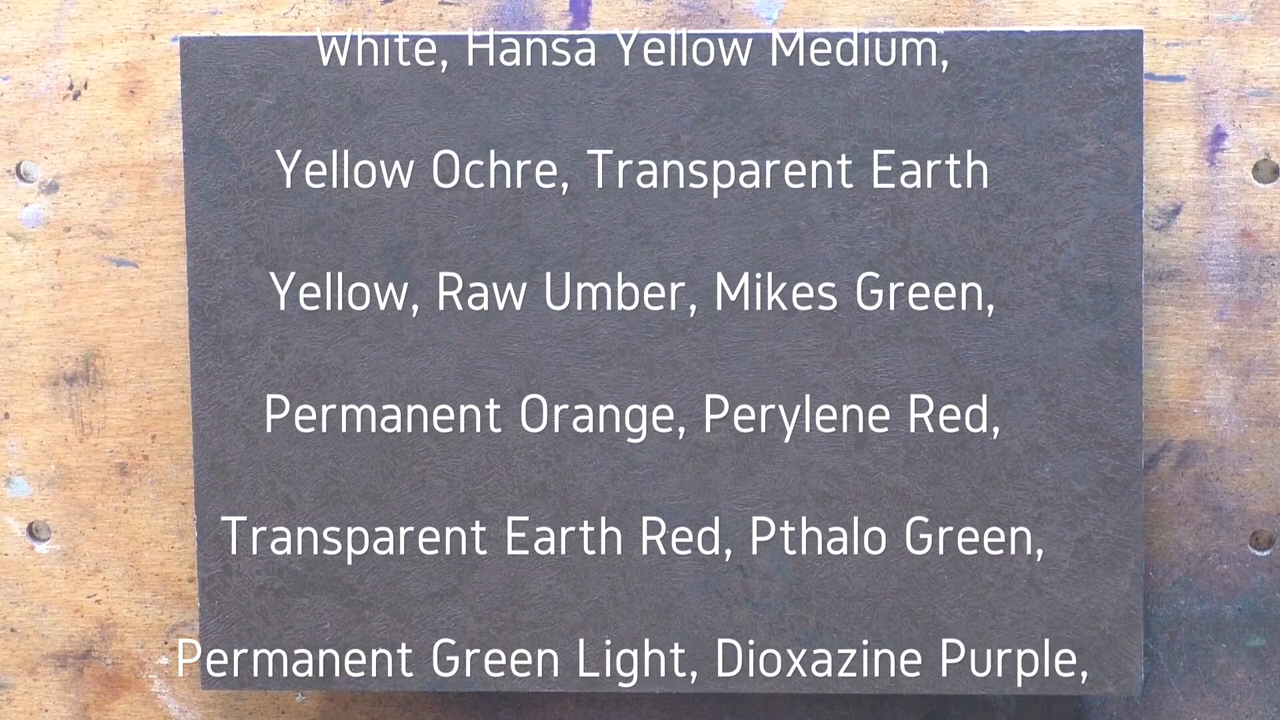 White, Hansa Yellow Medium,
Yellow Ochre, Transparent Earth
Yellow, Raw Umber, Mikes Green,
Permanent Orange, Perylene Red,
Transparent Earth Red, Pthalo Green,
Permanent Green Light, Dioxazine Purple,